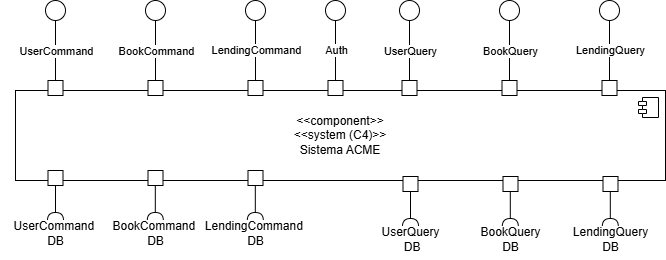 UserCommand BookCommand LendingCommand Auth UserQuery BookQuery LendingQuery
<<component>>
<<system (C4)>>
Sistema ACME
UserCommand DB
BookCommand DB
LendingCommand DB
UserQuery DB
BookQuery DB
LendingQuery DB